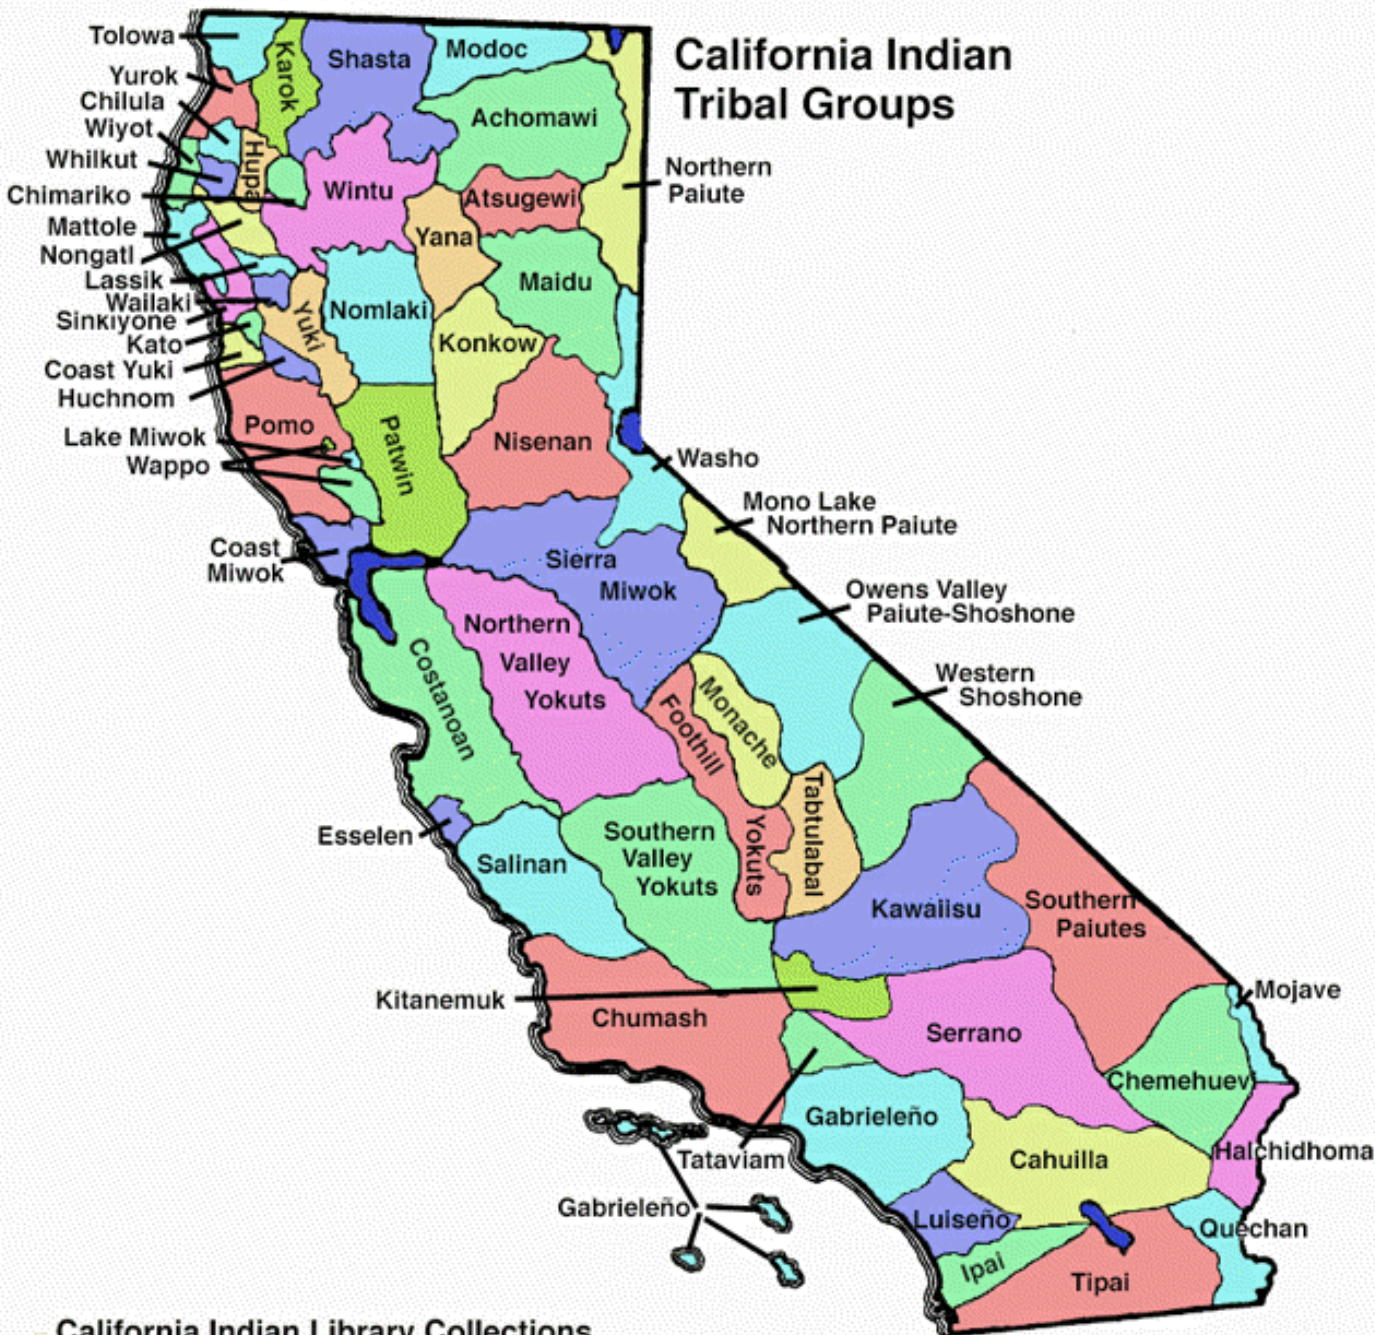 California Indian
Tribal Groups
Tolowa
Karok
Shasta
Modoc
Yurok
Chilula
Wiyot
Whilkut
Chimariko
Hupa
Wintu
Achomawi
Atsugewi
Northern
Paiute
Mattole
Nongatl
Lassik
Wailaki
Sinkiyone
Kato
Coast Yuki
Huchnom
Yuki
Nomlaki
Yana
Maidu
Konkow
Pomo
Lake Miwok
Wappo
Patwin
Nisenan
Washo
Mono Lake
Northern Paiute
Coast
Miwok
Sierra
Miwok
Owens Valley
Paiute-Shoshone
Northern
Valley
Yokuts
Costanoan
Western
Shoshone
Monache
Foothill
Yokuts
Tabtulabal
Esselen
Salinan
Southern
Valley
Yokuts
Kawaiisu
Southern
Paiutes
Kitanemuk
Chumash
Serrano
Mojave
Chemehuevi
Gabrieleño
Tataviam
Cahuilla
Halchidhoma
Gabrieleño
Luiseño
Quechan
Ipai
Tipai
California Indian Library Collections